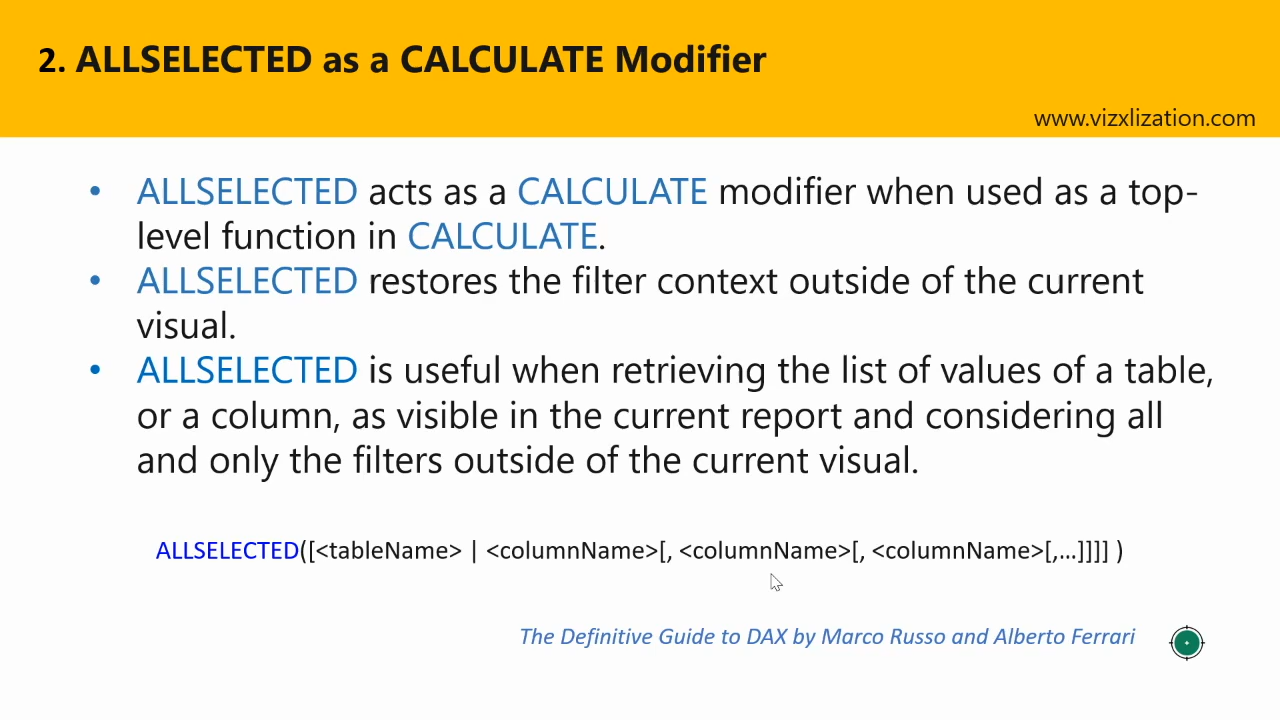 2. ALLSELECTED as a CALCULATE Modifier
www.vizxlization.com
• ALLSELECTED acts as a CALCULATE modifier when used as a top-
level function in CALCULATE.
• ALLSELECTED restores the filter context outside of the current
visual.
• ALLSELECTED is useful when retrieving the list of values of a table,
or a column, as visible in the current report and considering all
and only the filters outside of the current visual.
ALLSELECTED([<tableName> | <columnName>[, <columnName>[, <columnName>[,…]]]] )
The Definitive Guide to DAX by Marco Russo and Alberto Ferrari